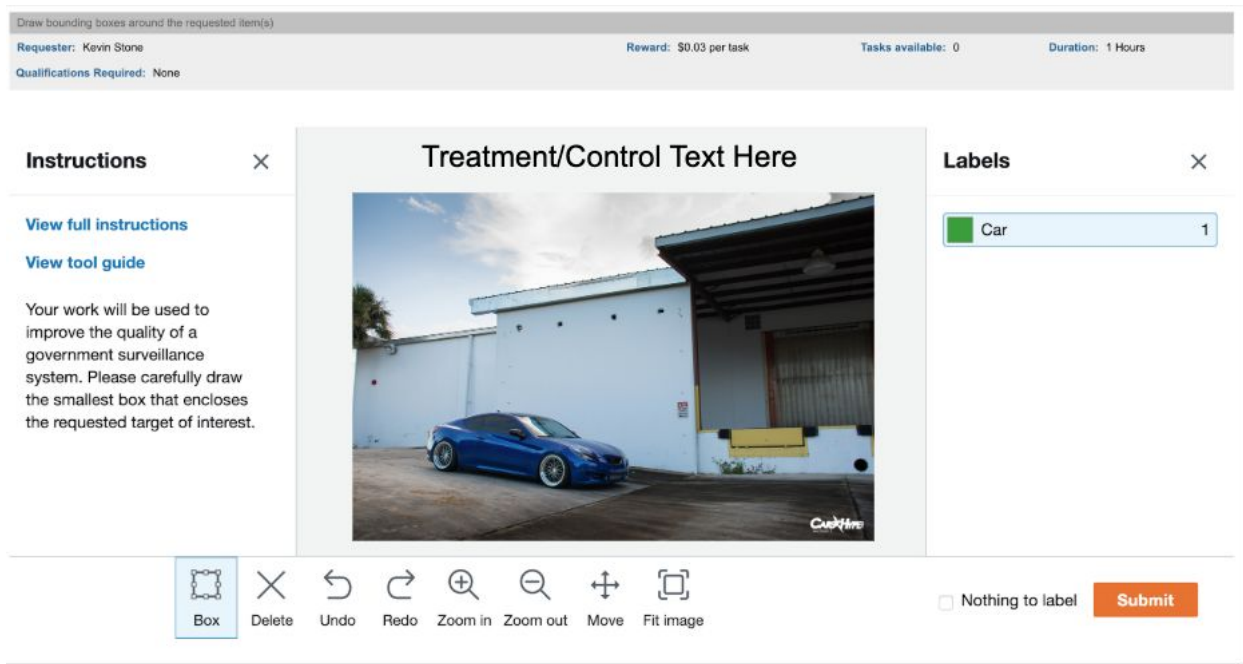 Draw bounding boxes around the requested item(s)
Requester: Kevin Stone
Reward: $0.03 per task
Tasks available: 0
Duration: 1 Hours
Qualifications Required: None
Instructions
Treatment/Control Text Here
Labels
View full instructions
Car
1
View tool guide
Your work will be used to
improve the quality of a
government surveillance
system. Please carefully draw
the smallest box that encloses
the requested target of interest.
Box
Delete
Undo
Redo
Zoom in
Zoom out
Move
Fit image
Nothing to label
Submit